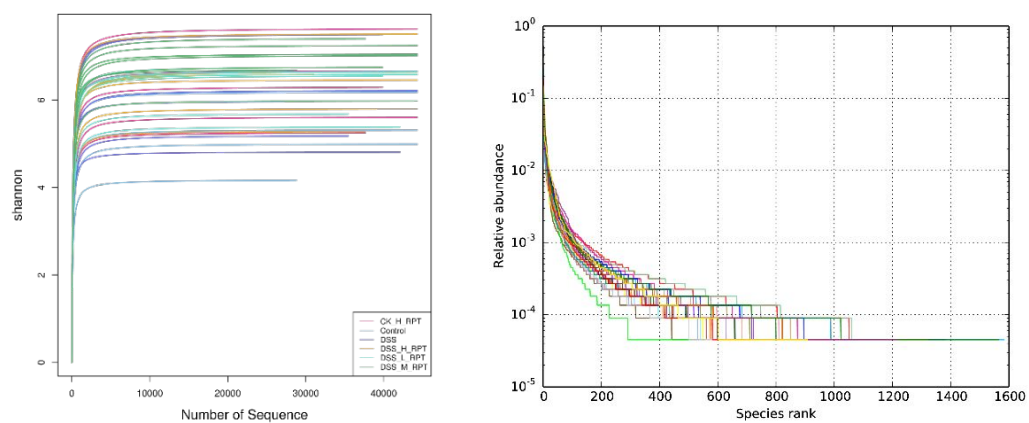 shannon
6
4
2
0
CK_H_RPT
Control
DSS
DSS_H_RPT
DSS_L_RPT
DSS_M_RPT
0 10000 20000 30000 40000
Number of Sequence
Relative abundance
10^0
10^-1
10^-2
10^-3
10^-4
10^-5
0 200 400 600 800 1000 1200 1400 1600
Species rank